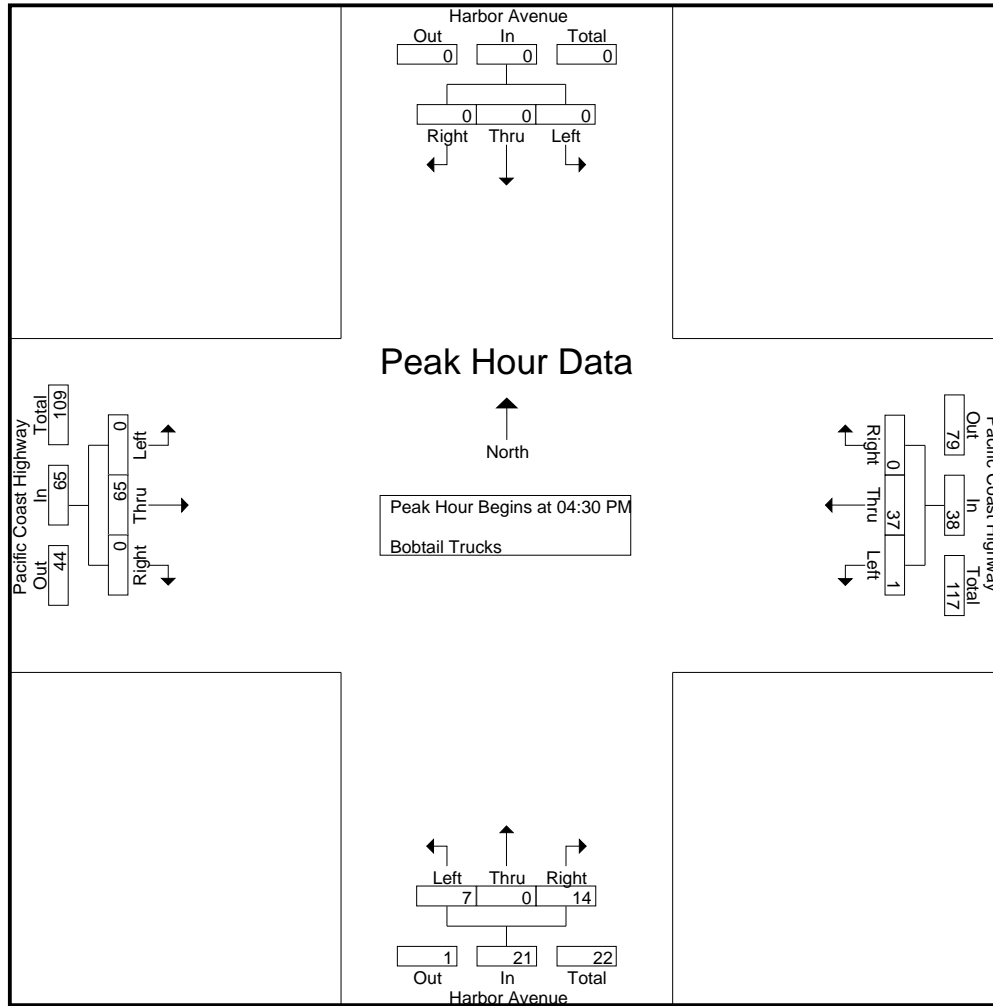 Harbor Avenue
Out In Total
0 0 0
0 0 0
Right Thru Left
Peak Hour Data
North
Peak Hour Begins at 04:30 PM
Bobtail Trucks
Pacific Coast Highway
Total In Out
109 65 44
0 65 0
Left Thru Right
Pacific Coast Highway
Out In Total
79 38 117
0 37 1
Right Thru Left
Left Thru Right
7 0 14
1 21 22
Out In Total
Harbor Avenue